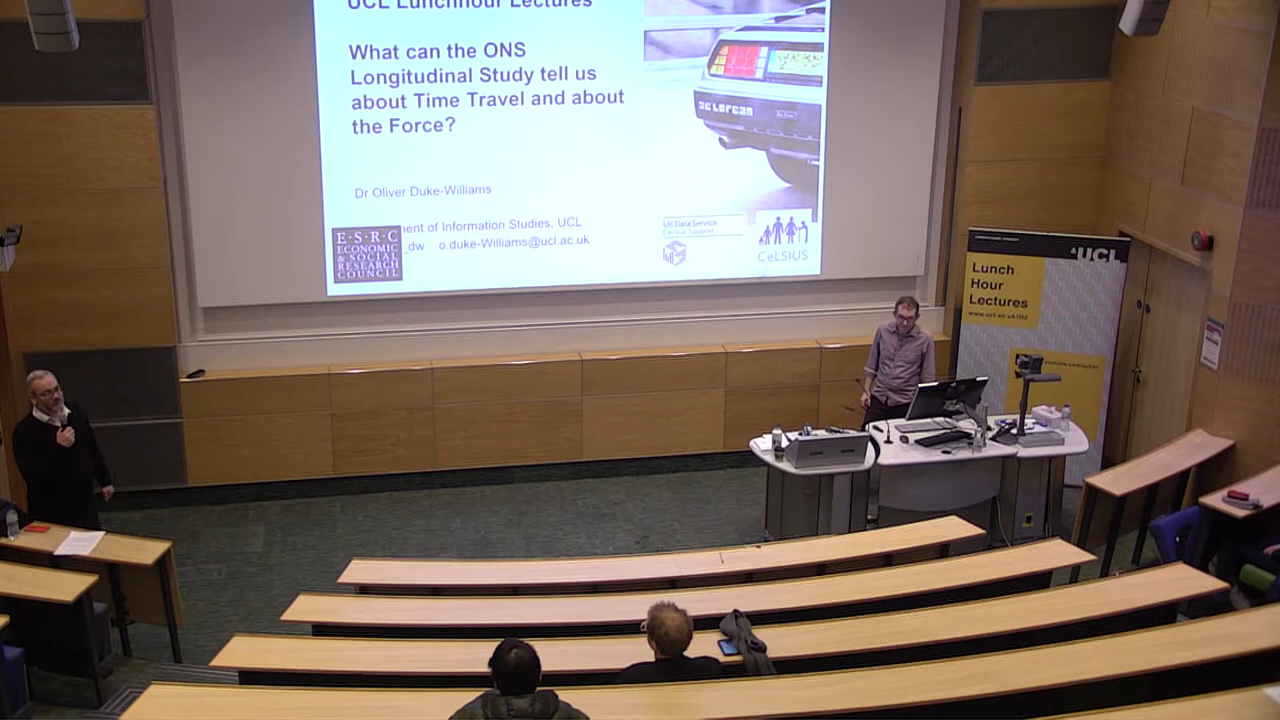 UCL Lunchhour Lectures
What can the ONS
Longitudinal Study tell us
about Time Travel and about
the Force?
Dr Oliver Duke-Williams
ment of Information Studies, UCL
_dw o.duke-Williams@ucl.ac.uk
E·S·R·C
ECONOMIC
& SOCIAL
RESEARCH
COUNCIL
UK Data Service
Census Support
CeLSIUS
DeLorean
UCL
Lunch
Hour
Lectures
www.ucl.ac.uk/lhl